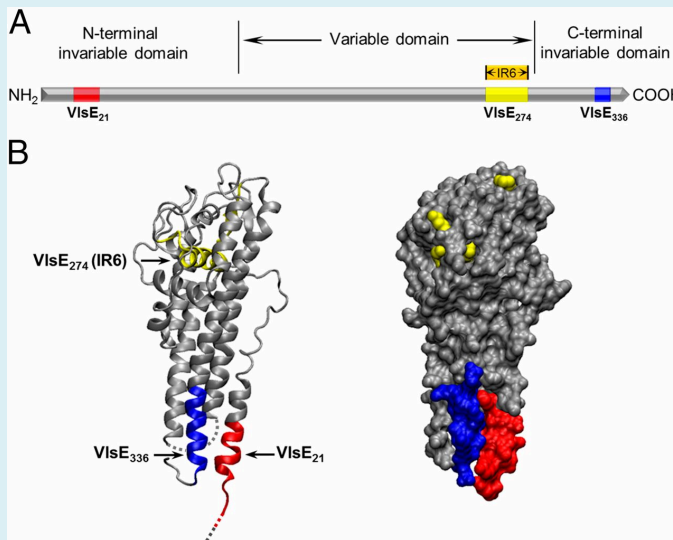 A
N-terminal
invariable domain
Variable domain
C-terminal
invariable domain
IR6
NH2
COOH
VlsE21
VlsE274
VlsE336
B
VlsE274 (IR6)
VlsE336
VlsE21